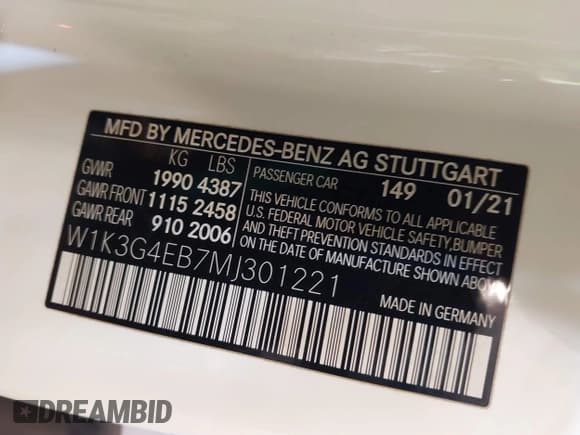 MFD BY MERCEDES-BENZ AG STUTTGART
KG LBS
GVWR 1990 4387
GAWR FRONT 1115 2458
GAWR REAR 910 2006
PASSENGER CAR 149 01/21
THIS VEHICLE CONFORMS TO ALL APPLICABLE
U.S. FEDERAL MOTOR VEHICLE SAFETY, BUMPER
AND THEFT PREVENTION STANDARDS IN EFFECT
ON DATE OF MANUFACTURE SHOWN ABOVE
W1K3G4EB7MJ301221
MADE IN GERMANY
DREAMBID